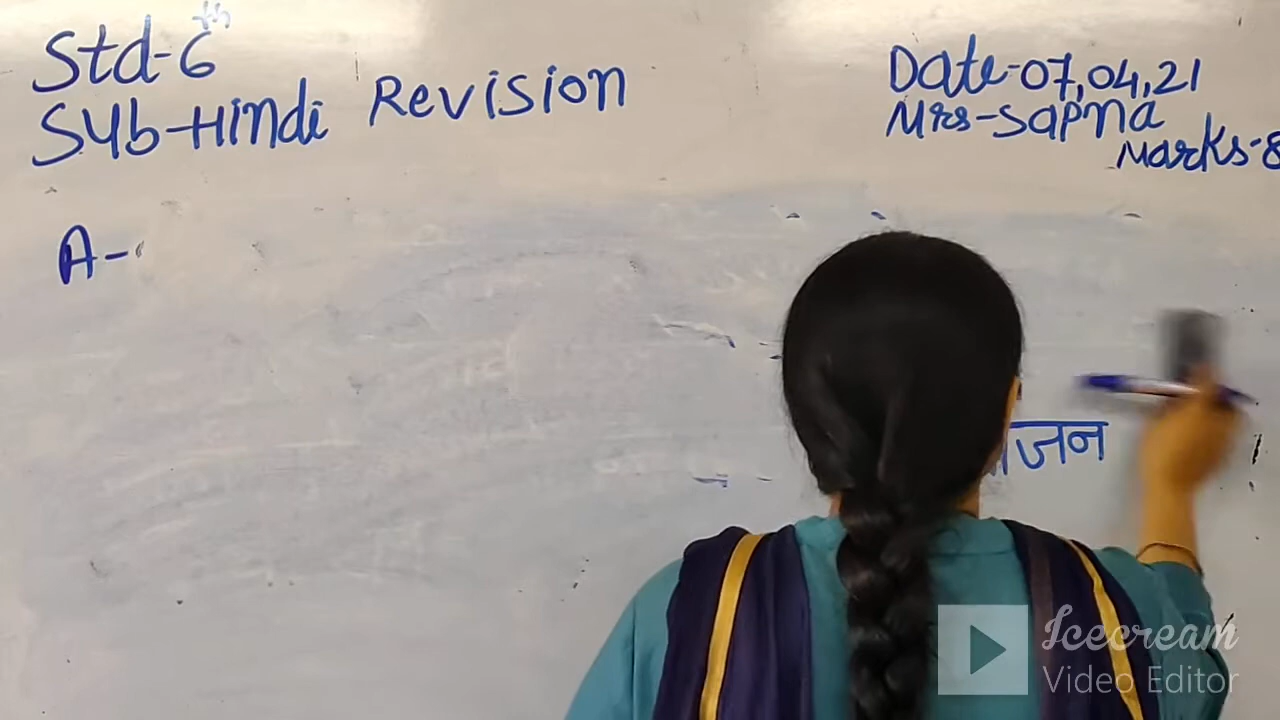 Std-6th
Sub-Hindi Revision
Date-07,04,21
Mrs-Sapna
Marks-8
A-
जन
Icecream
Video Editor